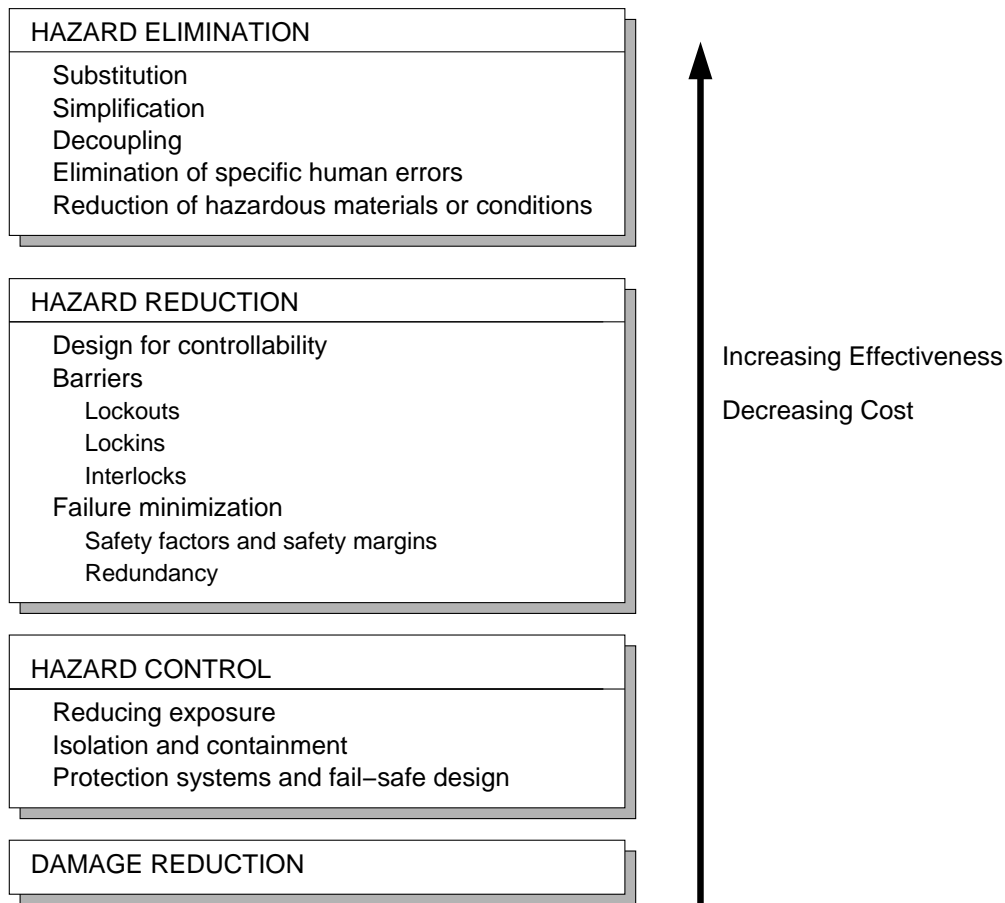 HAZARD ELIMINATION
Substitution
Simplification
Decoupling
Elimination of specific human errors
Reduction of hazardous materials or conditions
HAZARD REDUCTION
Design for controllability
Barriers
Lockouts
Lockins
Interlocks
Failure minimization
Safety factors and safety margins
Redundancy
HAZARD CONTROL
Reducing exposure
Isolation and containment
Protection systems and fail−safe design
DAMAGE REDUCTION
Increasing Effectiveness
Decreasing Cost